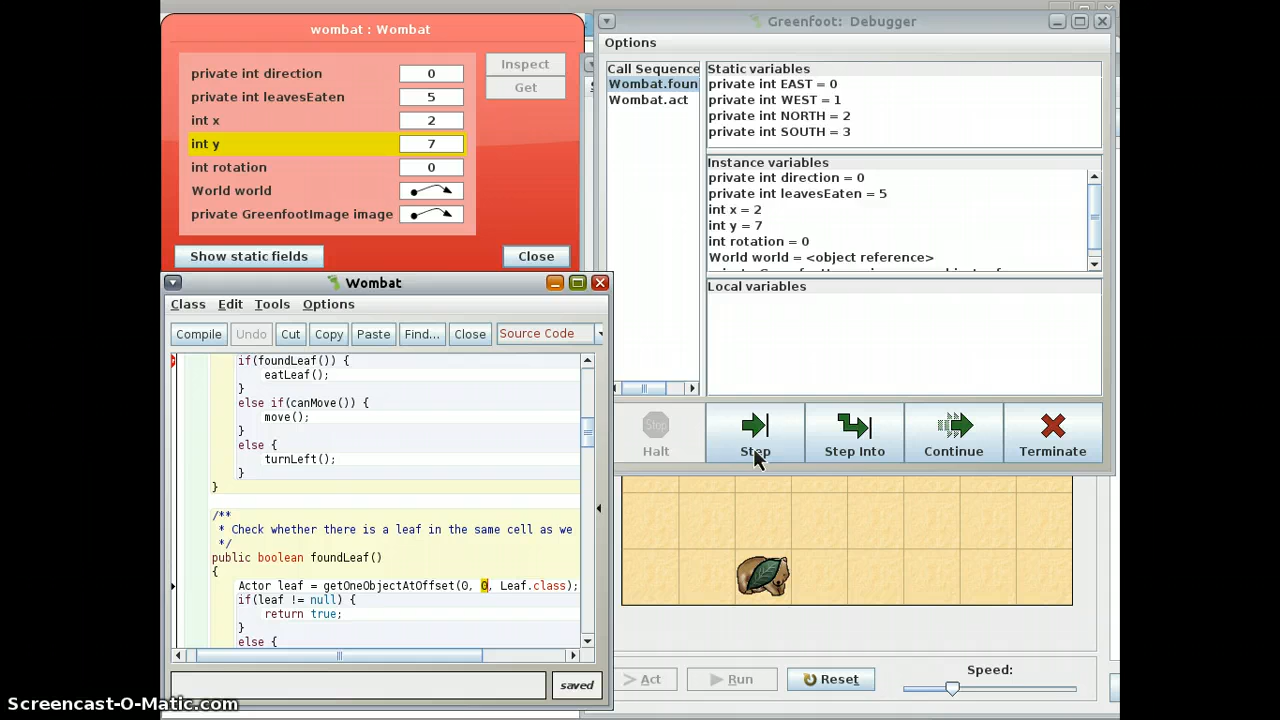 wombat : Wombat
private int direction
0
private int leavesEaten
5
int x
2
int y
7
int rotation
0
World world
private GreenfootImage image
Inspect
Get
Show static fields
Close
Greenfoot: Debugger
Options
Call Sequence
Wombat.foun
Wombat.act
Static variables
private int EAST = 0
private int WEST = 1
private int NORTH = 2
private int SOUTH = 3
Instance variables
private int direction = 0
private int leavesEaten = 5
int x = 2
int y = 7
int rotation = 0
World world = <object reference>
Local variables
Stop
Halt
Step
Step Into
Continue
Terminate
Wombat
Class Edit Tools Options
Compile Undo Cut Copy Paste Find... Close Source Code
if(foundLeaf()) {
eatLeaf();
}
else if(canMove()) {
move();
}
else {
turnLeft();
}
}
/**
* Check whether there is a leaf in the same cell as we
*/
public boolean foundLeaf()
{
Actor leaf = getOneObjectAtOffset(0, 0, Leaf.class);
if(leaf != null) {
return true;
}
else {
saved
Act
Run
Reset
Speed:
Screencast-O-Matic.com